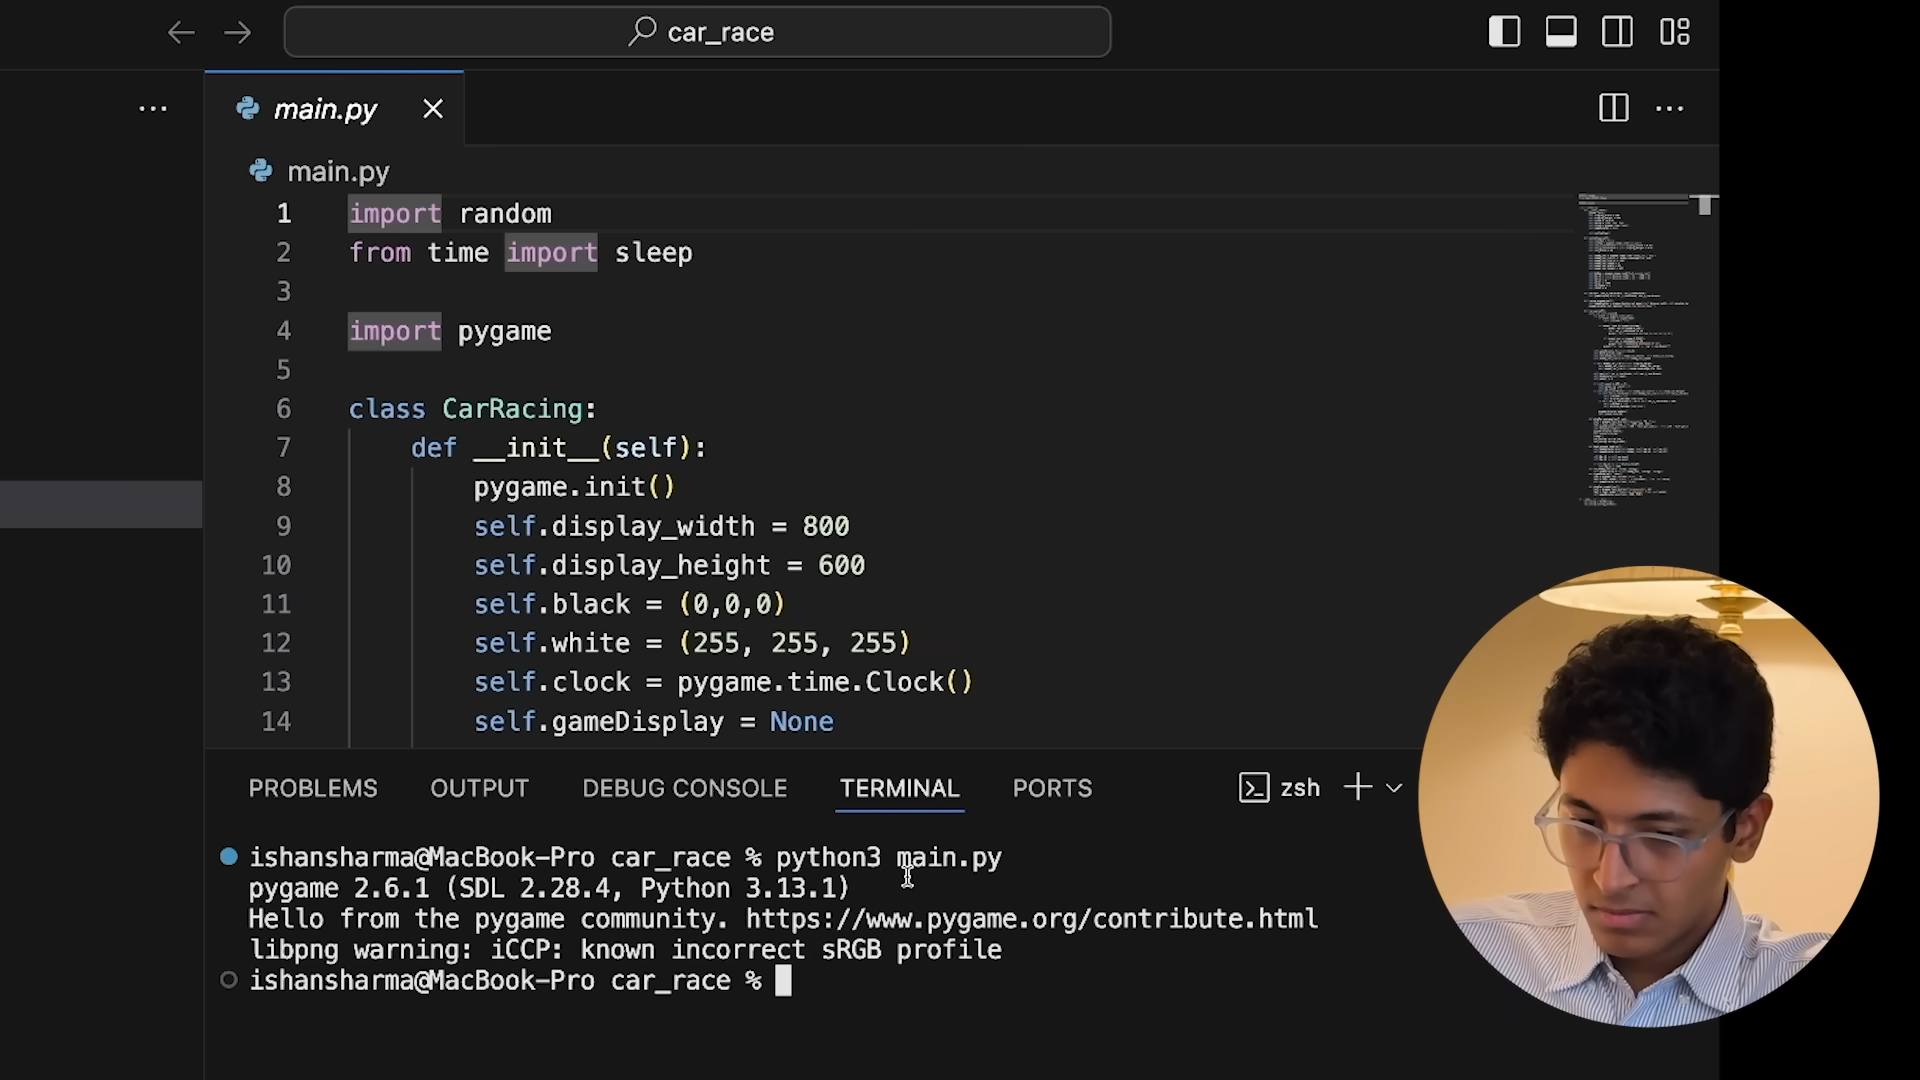 car_race
main.py
main.py
1 import random
2 from time import sleep
3
4 import pygame
5
6 class CarRacing:
7 def __init__(self):
8 pygame.init()
9 self.display_width = 800
10 self.display_height = 600
11 self.black = (0,0,0)
12 self.white = (255, 255, 255)
13 self.clock = pygame.time.Clock()
14 self.gameDisplay = None
PROBLEMS OUTPUT DEBUG CONSOLE TERMINAL PORTS zsh
ishansharma@MacBook-Pro car_race % python3 main.py
pygame 2.6.1 (SDL 2.28.4, Python 3.13.1)
Hello from the pygame community. https://www.pygame.org/contribute.html
libpng warning: iCCP: known incorrect sRGB profile
ishansharma@MacBook-Pro car_race %